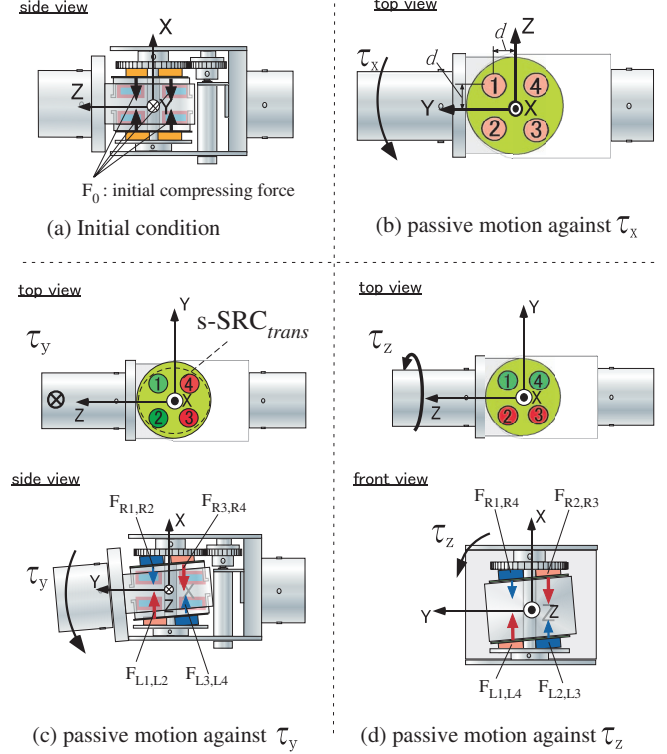 side view
X
Z
Y
F0 : initial compressing force
(a) Initial condition
top view
d
Z
τx
d
1
4
Y
X
2
3
(b) passive motion against τx
top view
Y
τy
s-SRCtrans
1
4
Z
X
2
3
side view
FR1,R2
FR3,R4
X
τy
Y
Z
FL1,L2
FL3,L4
(c) passive motion against τy
top view
Y
τz
1
4
Z
X
2
3
front view
FR1,R4
FR2,R3
τz
X
Y
Z
FL1,L4
FL2,L3
(d) passive motion against τz